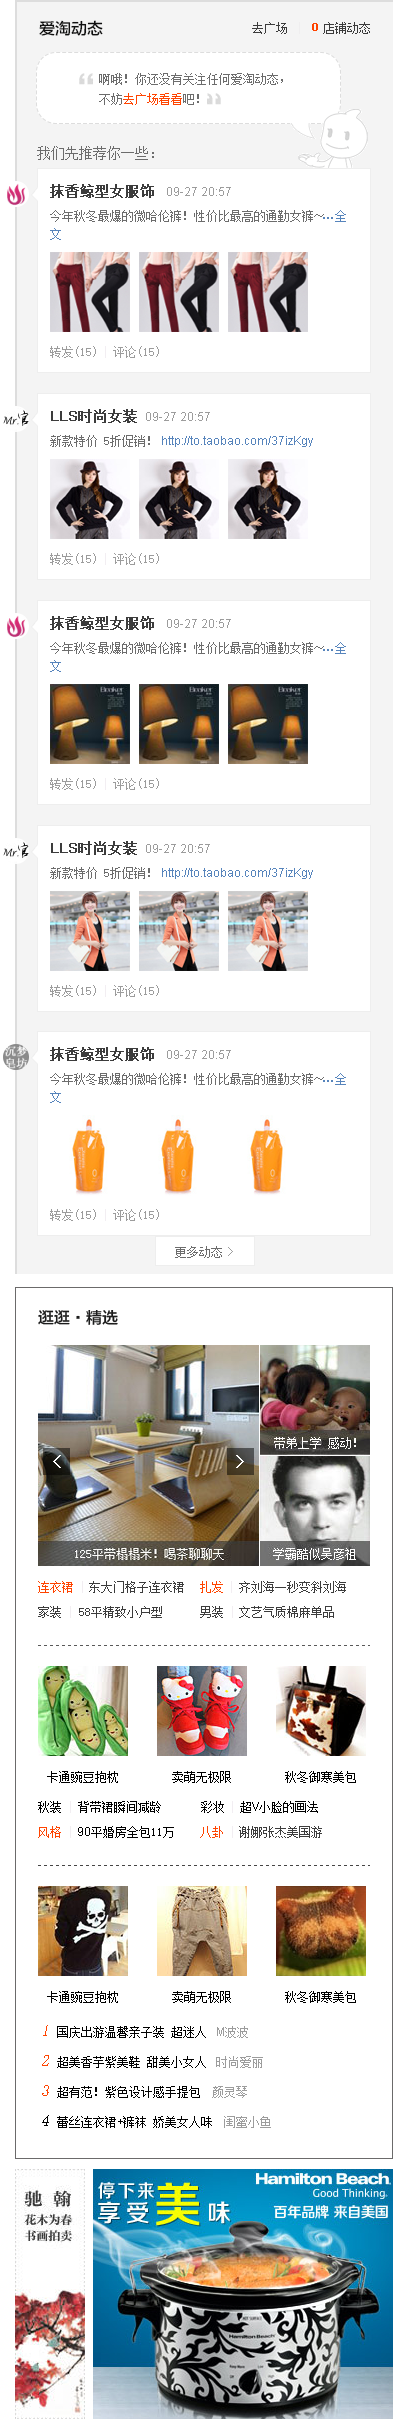 爱淘动态
去广场 0 店铺动态
啊哦！你还没有关注任何爱淘动态，
不妨去广场看看吧！
我们先推荐你一些：
抹香鲸型女服饰 09-27 20:57
今年秋冬最爆的微哈伦裤！性价比最高的通勤女裤~...全
文
转发(15) 评论(15)
Mr.官
LLS时尚女装 09-27 20:57
新款特价 5折促销！ http://to.taobao.com/37izKgy
转发(15) 评论(15)
抹香鲸型女服饰 09-27 20:57
今年秋冬最爆的微哈伦裤！性价比最高的通勤女裤~...全
文
转发(15) 评论(15)
Mr.官
LLS时尚女装 09-27 20:57
新款特价 5折促销！ http://to.taobao.com/37izKgy
转发(15) 评论(15)
抹香鲸型女服饰 09-27 20:57
今年秋冬最爆的微哈伦裤！性价比最高的通勤女裤~...全
文
转发(15) 评论(15)
更多动态 >
逛逛·精选
带弟上学 感动！
125平带榻榻米！喝茶聊聊天
学霸酷似吴彦祖
连衣裙 东大门格子连衣裙 扎发 齐刘海一秒变斜刘海
家装 58平精致小户型 男装 文艺气质棉麻单品
卡通豌豆抱枕 卖萌无极限 秋冬御寒美包
秋装 背带裙瞬间减龄 彩妆 超V小脸的画法
风格 90平婚房全包11万 八卦 谢娜张杰美国游
卡通豌豆抱枕 卖萌无极限 秋冬御寒美包
1 国庆出游温馨亲子装 超迷人 M波波
2 超美香芋紫美鞋 甜美小女人 时尚爱丽
3 超有范！紫色设计感手提包 颜灵琴
4 蕾丝连衣裙+裤袜 娇美女人味 闺蜜小鱼
驰 翰
花木为春
书画拍卖
停下来
享受美味
Hamilton Beach
Good Thinking.
百年品牌 来自美国
Hamilton Beach